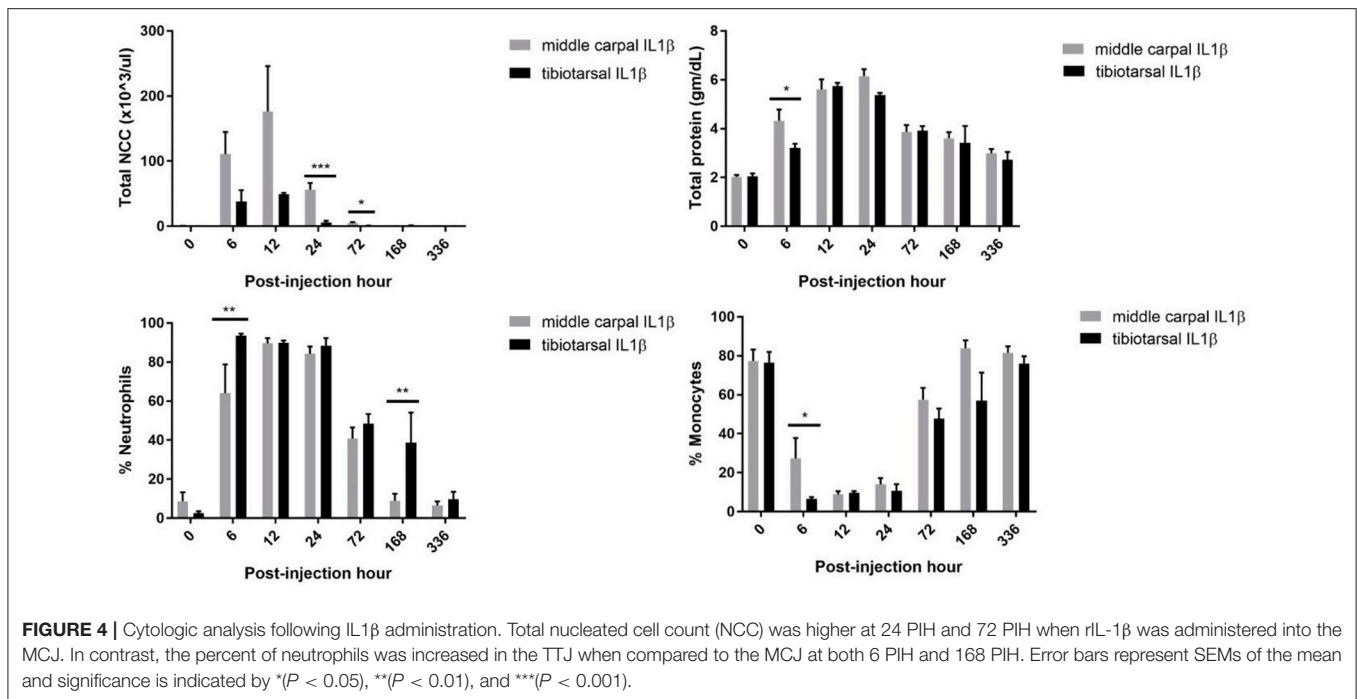 300
200
100
0
Total NCC (x10^3/ul)
***
*
0 6 12 24 72 168 336
Post-injection hour
middle carpal IL1β
tibiotarsal IL1β
8
6
4
2
0
Total protein (gm/dL)
*
0 6 12 24 72 168 336
Post-injection hour
middle carpal IL1β
tibiotarsal IL1β
100
80
60
40
20
0
% Neutrophils
**
**
0 6 12 24 72 168 336
Post-injection hour
middle carpal IL1β
tibiotarsal IL1β
100
80
60
40
20
0
% Monocytes
*
0 6 12 24 72 168 336
Post-injection hour
middle carpal IL1β
tibiotarsal IL1β
FIGURE 4 | Cytologic analysis following IL1β administration. Total nucleated cell count (NCC) was higher at 24 PIH and 72 PIH when rIL-1β was administered into the
MCJ. In contrast, the percent of neutrophils was increased in the TTJ when compared to the MCJ at both 6 PIH and 168 PIH. Error bars represent SEMs of the mean
and significance is indicated by *(P < 0.05), **(P < 0.01), and ***(P < 0.001).